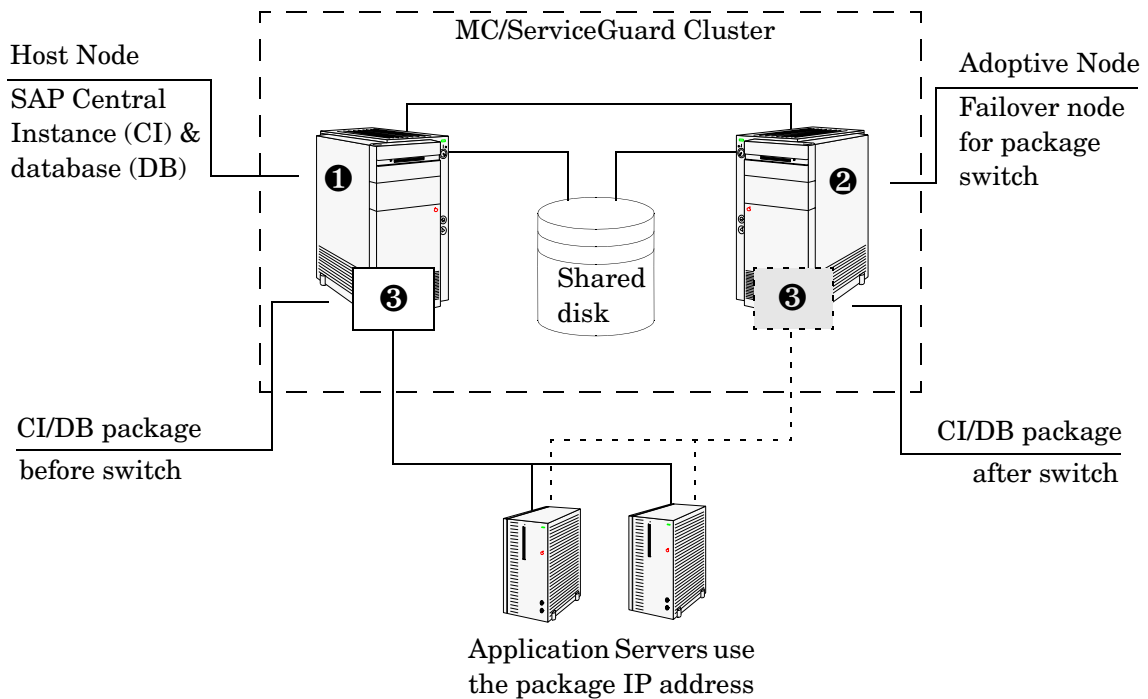 MC/ServiceGuard Cluster
Host Node
SAP Central
Instance (CI) &
database (DB)
Adoptive Node
Failover node
for package
switch
❶
❷
Shared
disk
❸
❸
CI/DB package
before switch
CI/DB package
after switch
Application Servers use
the package IP address